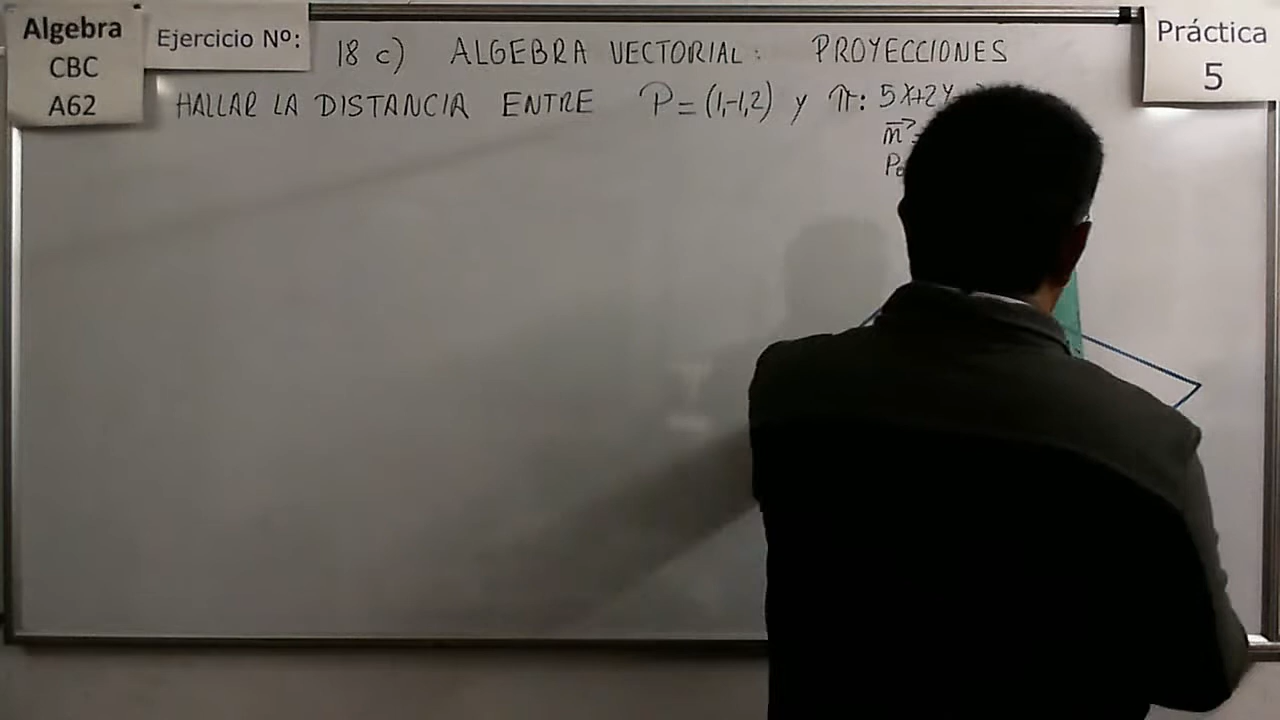 Algebra
CBC
A62
Ejercicio Nº:
18 c) ALGEBRA VECTORIAL: PROYECCIONES
Práctica
5
HALLAR LA DISTANCIA ENTRE P=(1,-1,2) y π: 5X+2Y